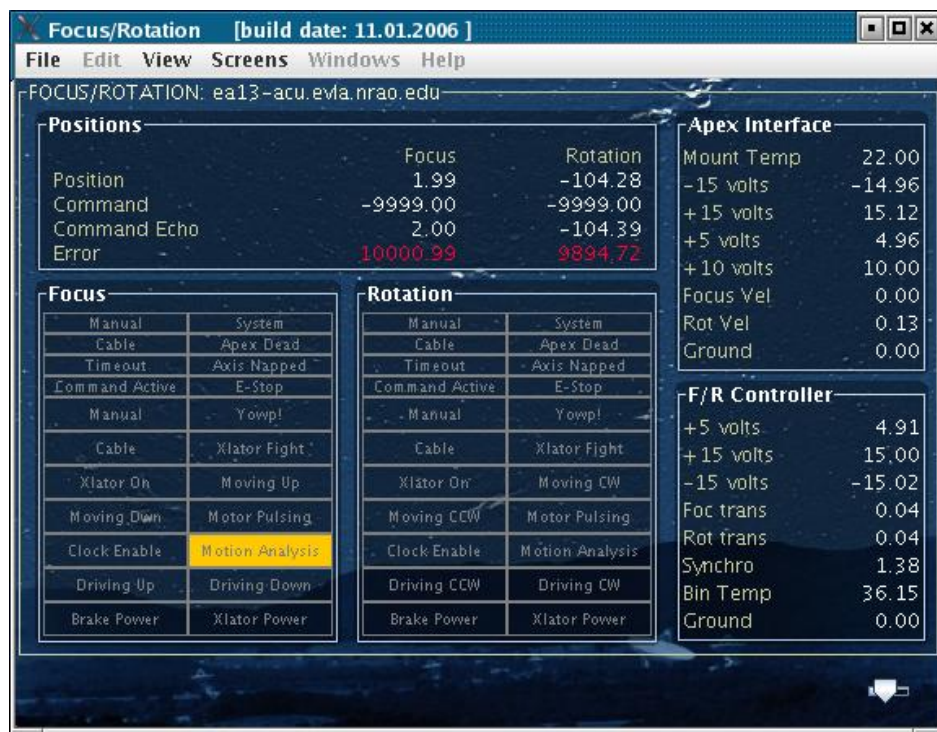 Focus/Rotation [build date: 11.01.2006 ]
File Edit View Screens Windows Help
FOCUS/ROTATION: ea13-acu.evla.nrao.edu
Positions
Focus Rotation
Position 1.99 -104.28
Command -9999.00 -9999.00
Command Echo 2.00 -104.39
Error 10000.99 9894.72
Focus
Manual System
Cable Apex Dead
Timeout Axis Napped
Command Active E-Stop
Manual Yowp!
Cable Xlator Fight
Xlator On Moving Up
Moving Dwn Motor Pulsing
Clock Enable Motion Analysis
Driving Up Driving Down
Brake Power Xlator Power
Rotation
Manual System
Cable Apex Dead
Timeout Axis Napped
Command Active E-Stop
Manual Yowp!
Cable Xlator Fight
Xlator On Moving CW
Moving CCW Motor Pulsing
Clock Enable Motion Analysis
Driving CCW Driving CW
Brake Power Xlator Power
Apex Interface
Mount Temp 22.00
-15 volts -14.96
+15 volts 15.12
+5 volts 4.96
+10 volts 10.00
Focus Vel 0.00
Rot Vel 0.13
Ground 0.00
F/R Controller
+5 volts 4.91
+15 volts 15.00
-15 volts -15.02
Foc trans 0.04
Rot trans 0.04
Synchro 1.38
Bin Temp 36.15
Ground 0.00